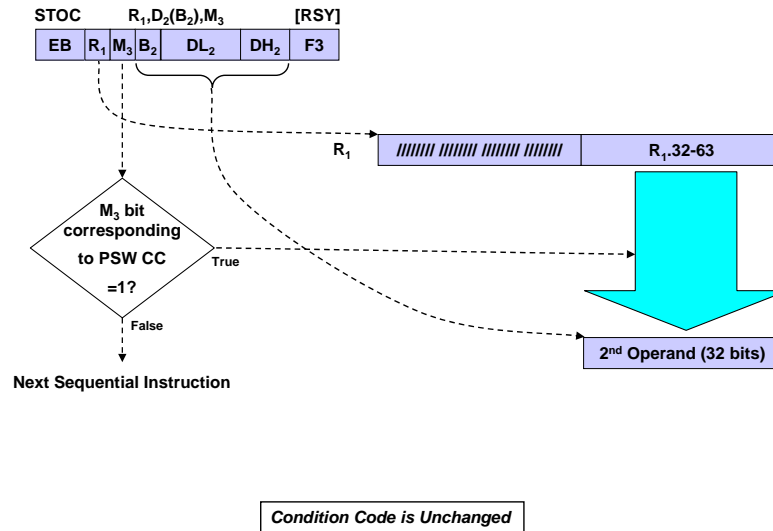 STOC R₁,D₂(B₂),M₃ [RSY]
EB R₁ M₃ B₂ DL₂ DH₂ F3
R₁ //////// //////// //////// //////// R₁.32-63
M₃ bit
corresponding
to PSW CC
=1?
True
False
2nd Operand (32 bits)
Next Sequential Instruction
Condition Code is Unchanged